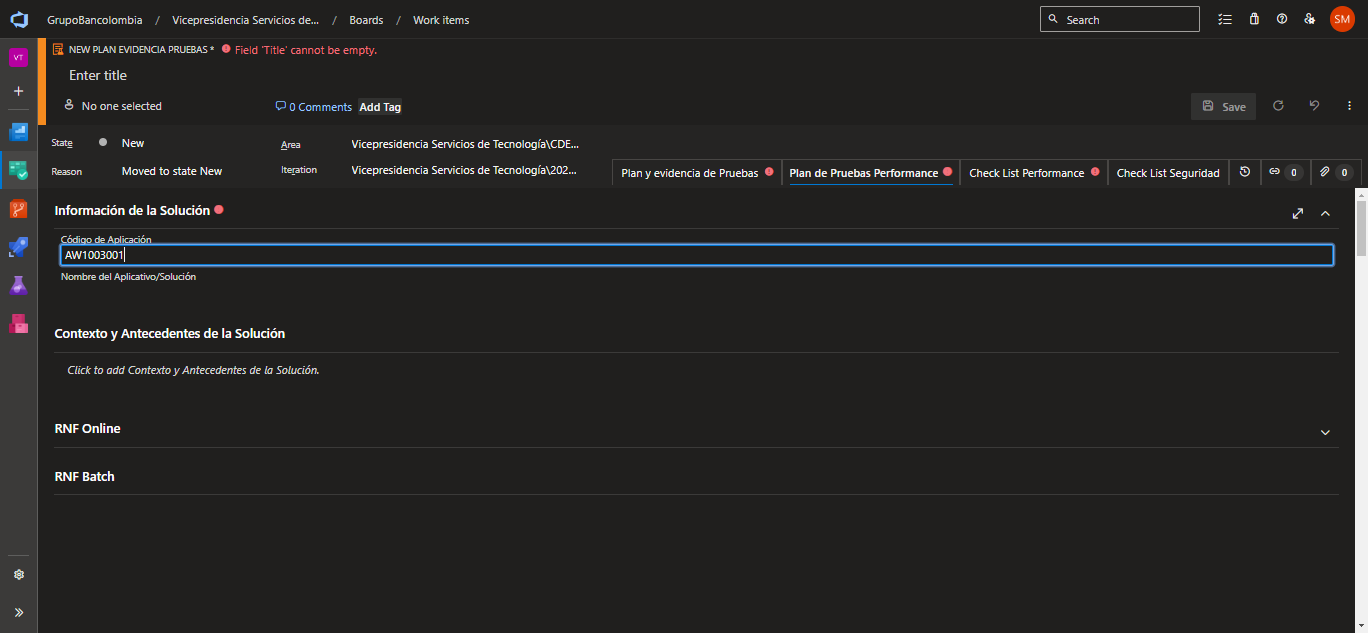 GrupoBancolombia / Vicepresidencia Servicios de... / Boards / Work items
Search
SM
VT
NEW PLAN EVIDENCIA PRUEBAS * Field 'Title' cannot be empty.
Enter title
No one selected
0 Comments Add Tag
Save
State New
Area Vicepresidencia Servicios de Tecnología\CDE...
Reason Moved to state New
Iteration Vicepresidencia Servicios de Tecnología\202...
Plan y evidencia de Pruebas Plan de Pruebas Performance Check List Performance Check List Seguridad 0 0
Información de la Solución
Código de Aplicación
AW1003001
Nombre del Aplicativo/Solución
Contexto y Antecedentes de la Solución
Click to add Contexto y Antecedentes de la Solución.
RNF Online
RNF Batch